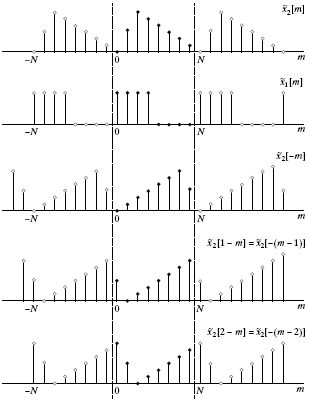 x̃₂[m]
−N 0 N m
x̃₁[m]
−N 0 N m
x̃₂[−m]
−N 0 N m
x̃₂[1 − m] = x̃₂[−(m − 1)]
−N 0 N m
x̃₂[2 − m] = x̃₂[−(m − 2)]
−N 0 N m